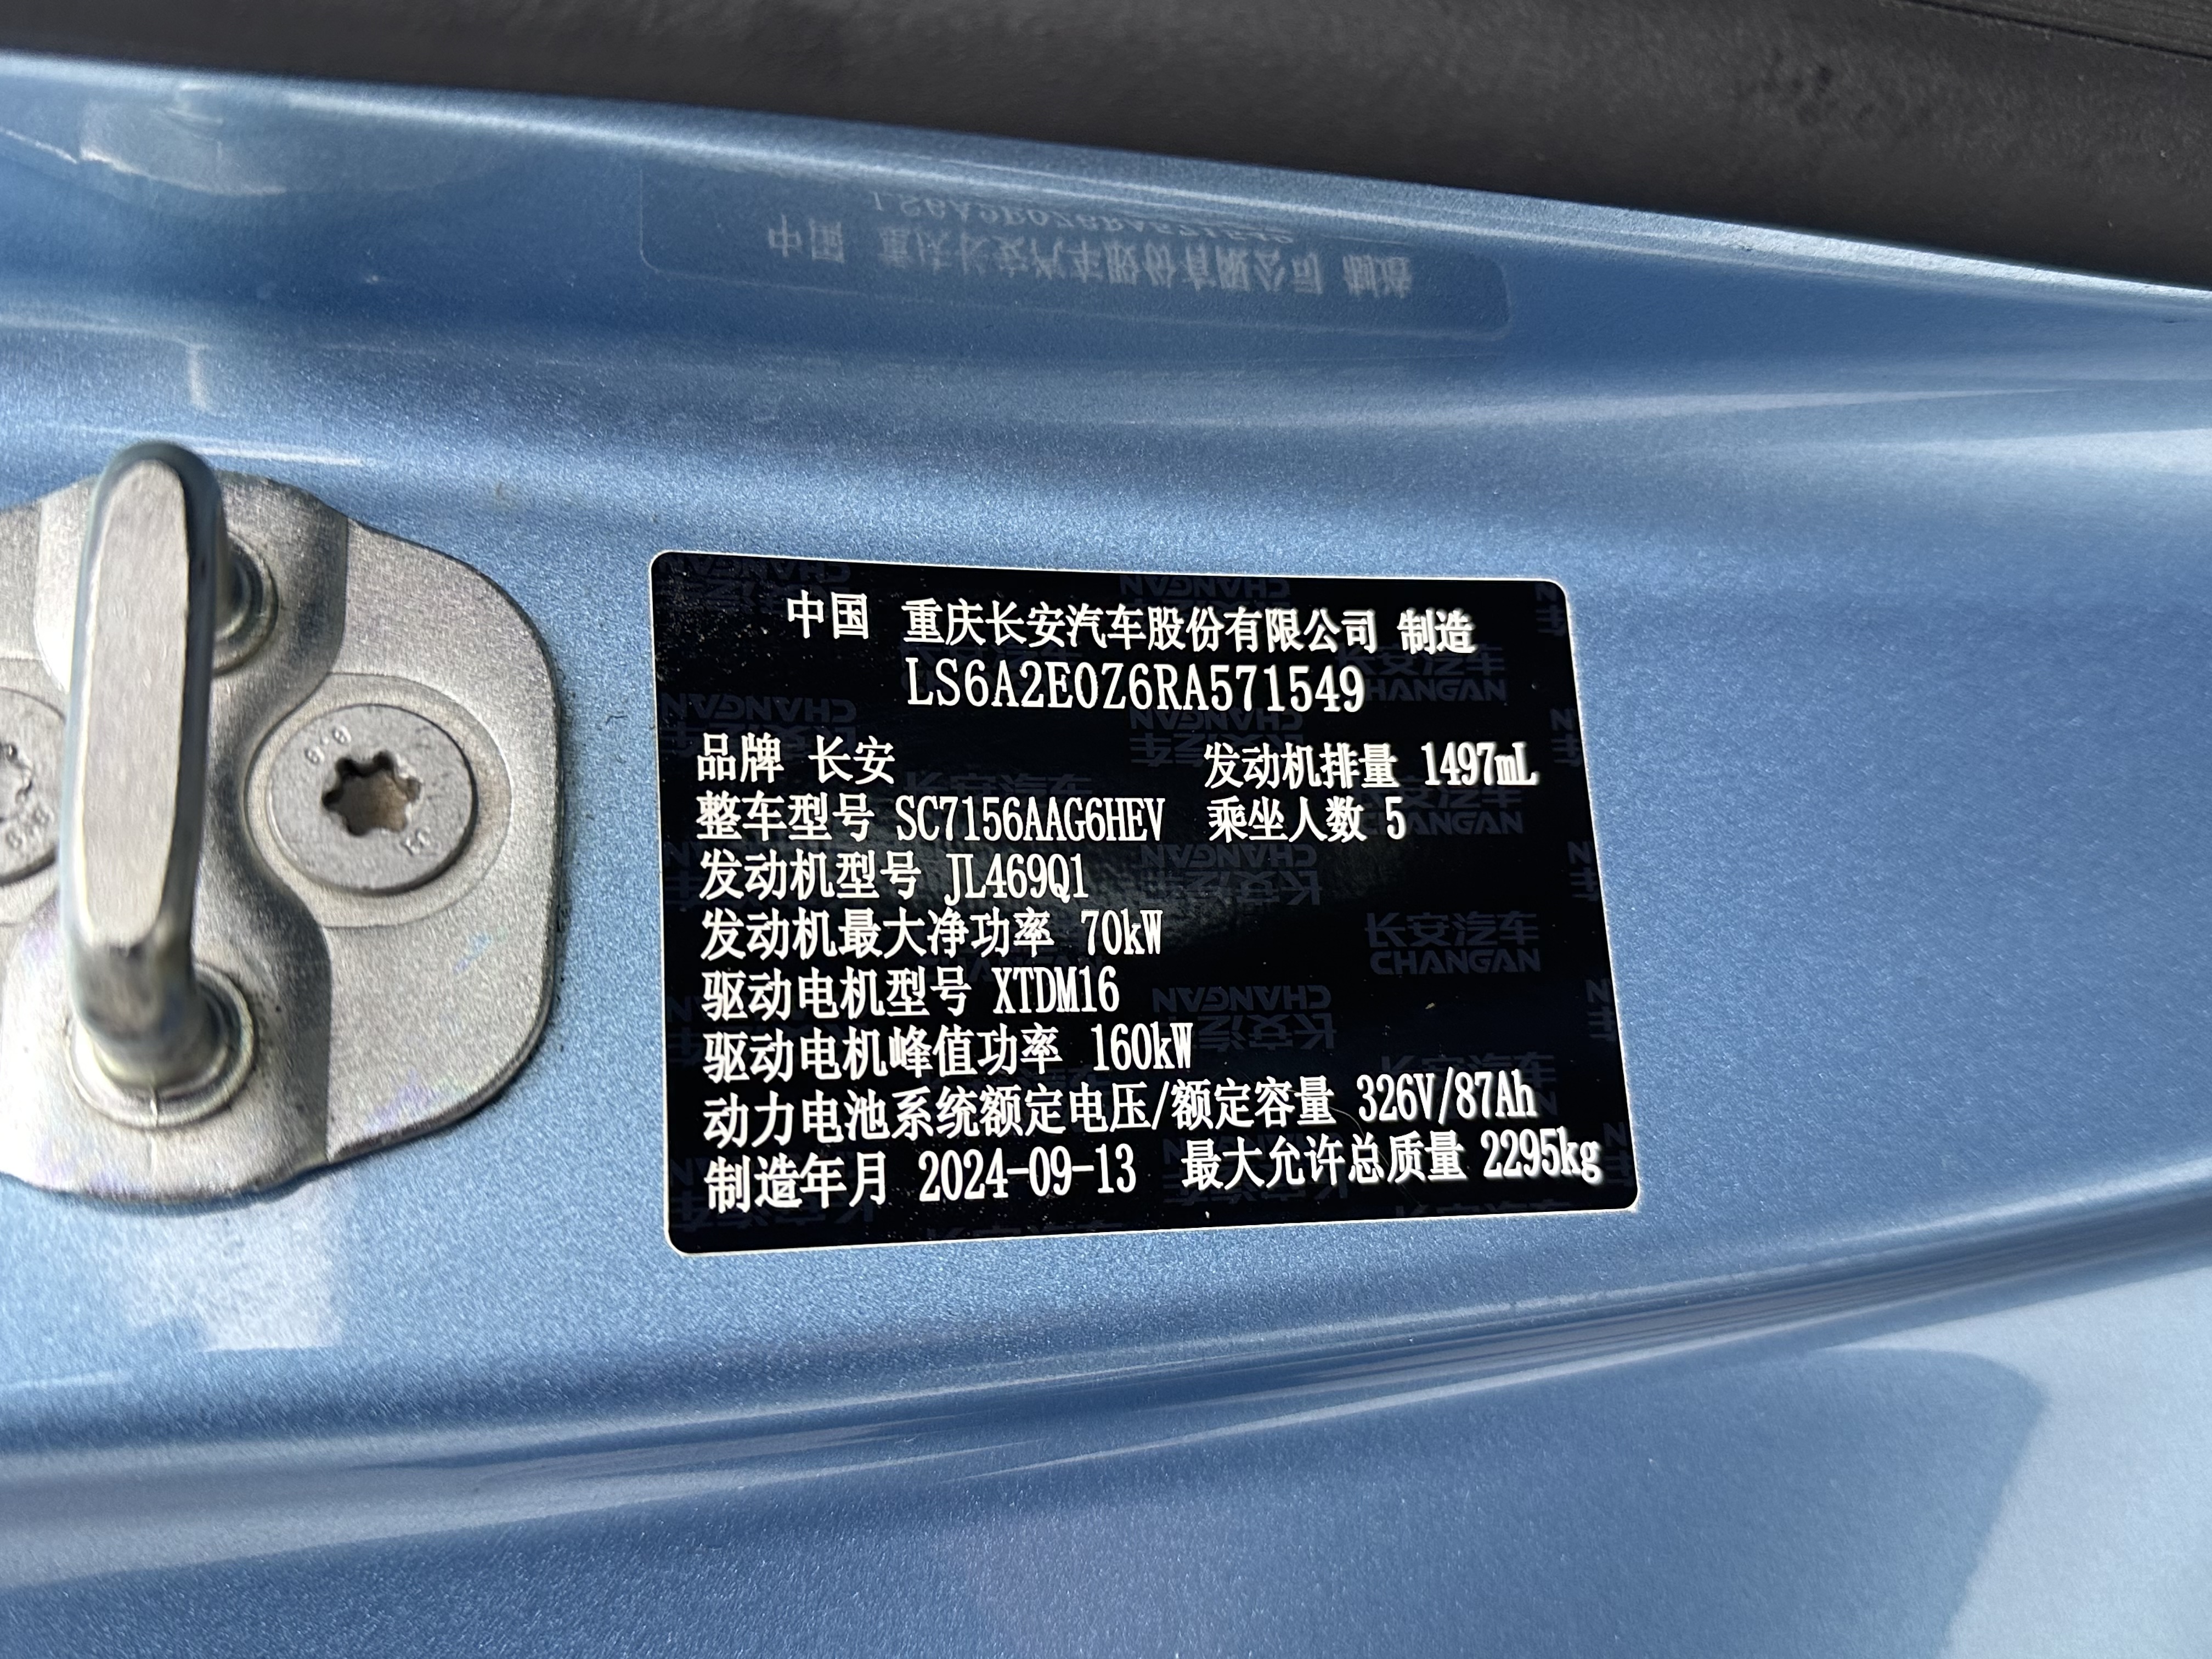 中国 重庆长安汽车股份有限公司 制造
LS6A2E0Z6RA571549
品牌 长安 发动机排量 1497mL
整车型号 SC7156AAG6HEV 乘坐人数 5
发动机型号 JL469Q1
发动机最大净功率 70kW
驱动电机型号 XTDM16
驱动电机峰值功率 160kW
动力电池系统额定电压/额定容量 326V/87Ah
制造年月 2024-09-13 最大允许总质量 2295kg
长安汽车
CHANGAN